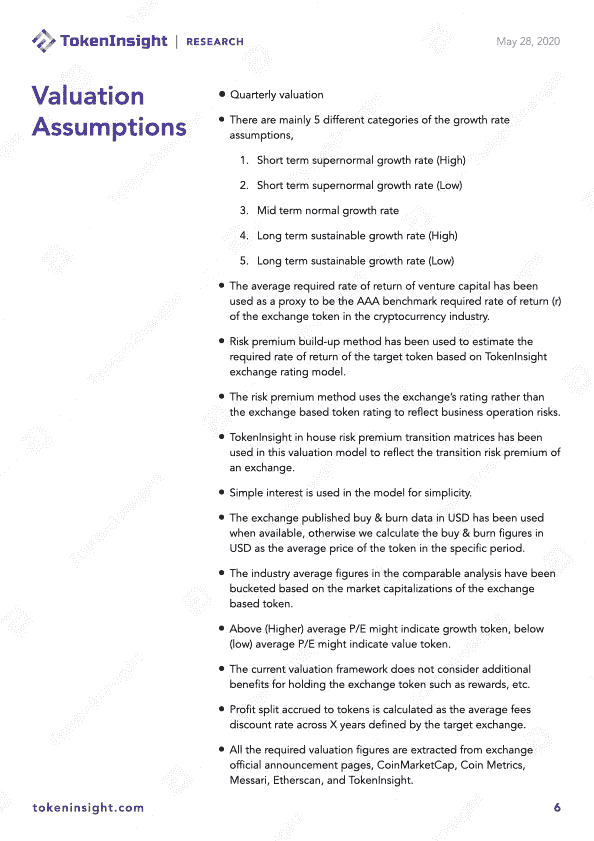 TokenInsight | RESEARCH
May 28, 2020
Valuation
Assumptions
• Quarterly valuation
• There are mainly 5 different categories of the growth rate
assumptions,
1. Short term supernormal growth rate (High)
2. Short term supernormal growth rate (Low)
3. Mid term normal growth rate
4. Long term sustainable growth rate (High)
5. Long term sustainable growth rate (Low)
• The average required rate of return of venture capital has been
used as a proxy to be the AAA benchmark required rate of return (r)
of the exchange token in the cryptocurrency industry.
• Risk premium build-up method has been used to estimate the
required rate of return of the target token based on TokenInsight
exchange rating model.
• The risk premium method uses the exchange's rating rather than
the exchange based token rating to reflect business operation risks.
• TokenInsight in house risk premium transition matrices has been
used in this valuation model to reflect the transition risk premium of
an exchange.
• Simple interest is used in the model for simplicity.
• The exchange published buy & burn data in USD has been used
when available, otherwise we calculate the buy & burn figures in
USD as the average price of the token in the specific period.
• The industry average figures in the comparable analysis have been
bucketed based on the market capitalizations of the exchange
based token.
• Above (Higher) average P/E might indicate growth token, below
(low) average P/E might indicate value token.
• The current valuation framework does not consider additional
benefits for holding the exchange token such as rewards, etc.
• Profit split accrued to tokens is calculated as the average fees
discount rate across X years defined by the target exchange.
• All the required valuation figures are extracted from exchange
official announcement pages, CoinMarketCap, Coin Metrics,
Messari, Etherscan, and TokenInsight.
tokeninsight.com
6